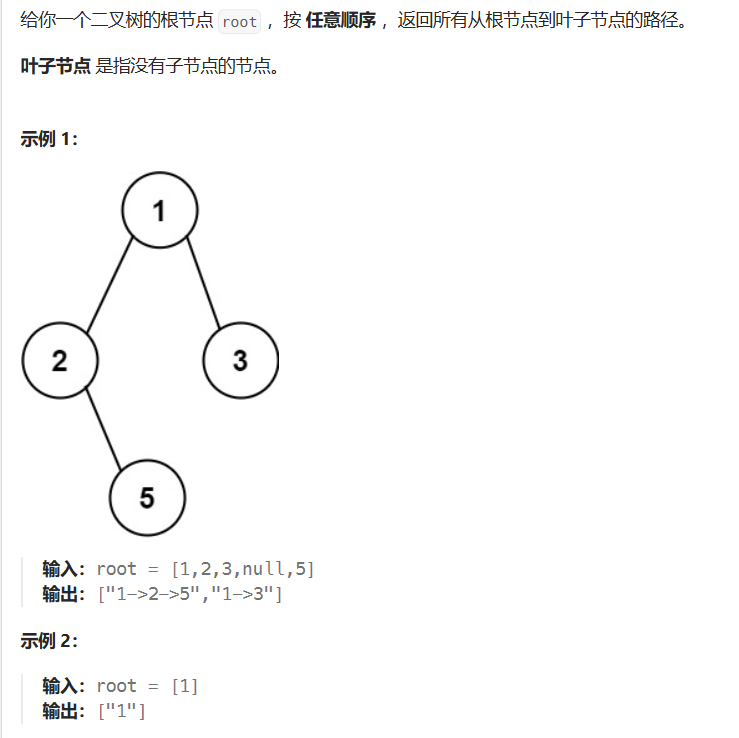 给你一个二叉树的根节点 root ，按 任意顺序 ，返回所有从根节点到叶子节点的路径。
叶子节点 是指没有子节点的节点。
示例 1：
1
2
3
5
输入：root = [1,2,3,null,5]
输出：["1->2->5","1->3"]
示例 2：
输入：root = [1]
输出：["1"]